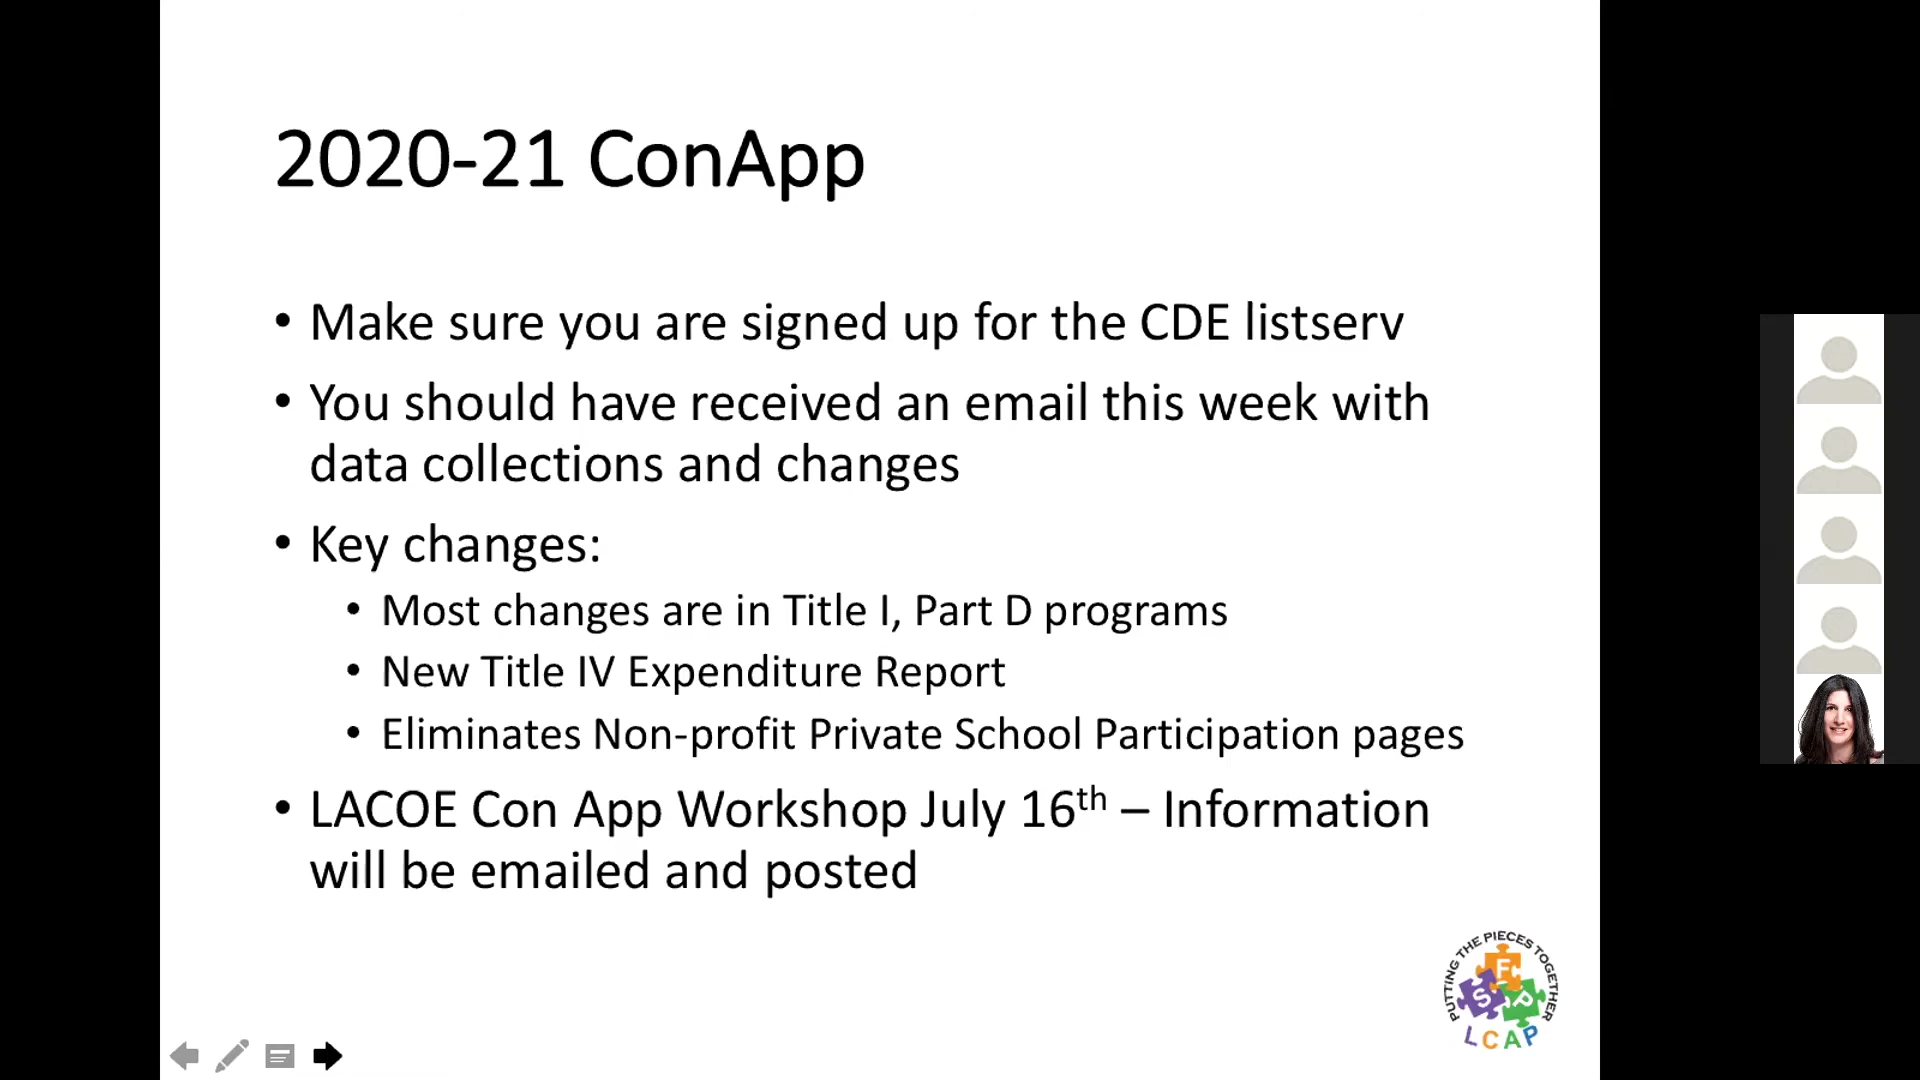 2020-21 ConApp
• Make sure you are signed up for the CDE listserv
• You should have received an email this week with
data collections and changes
• Key changes:
• Most changes are in Title I, Part D programs
• New Title IV Expenditure Report
• Eliminates Non-profit Private School Participation pages
• LACOE Con App Workshop July 16th – Information
will be emailed and posted
PUTTING THE PIECES TOGETHER
F
S P
LCAP